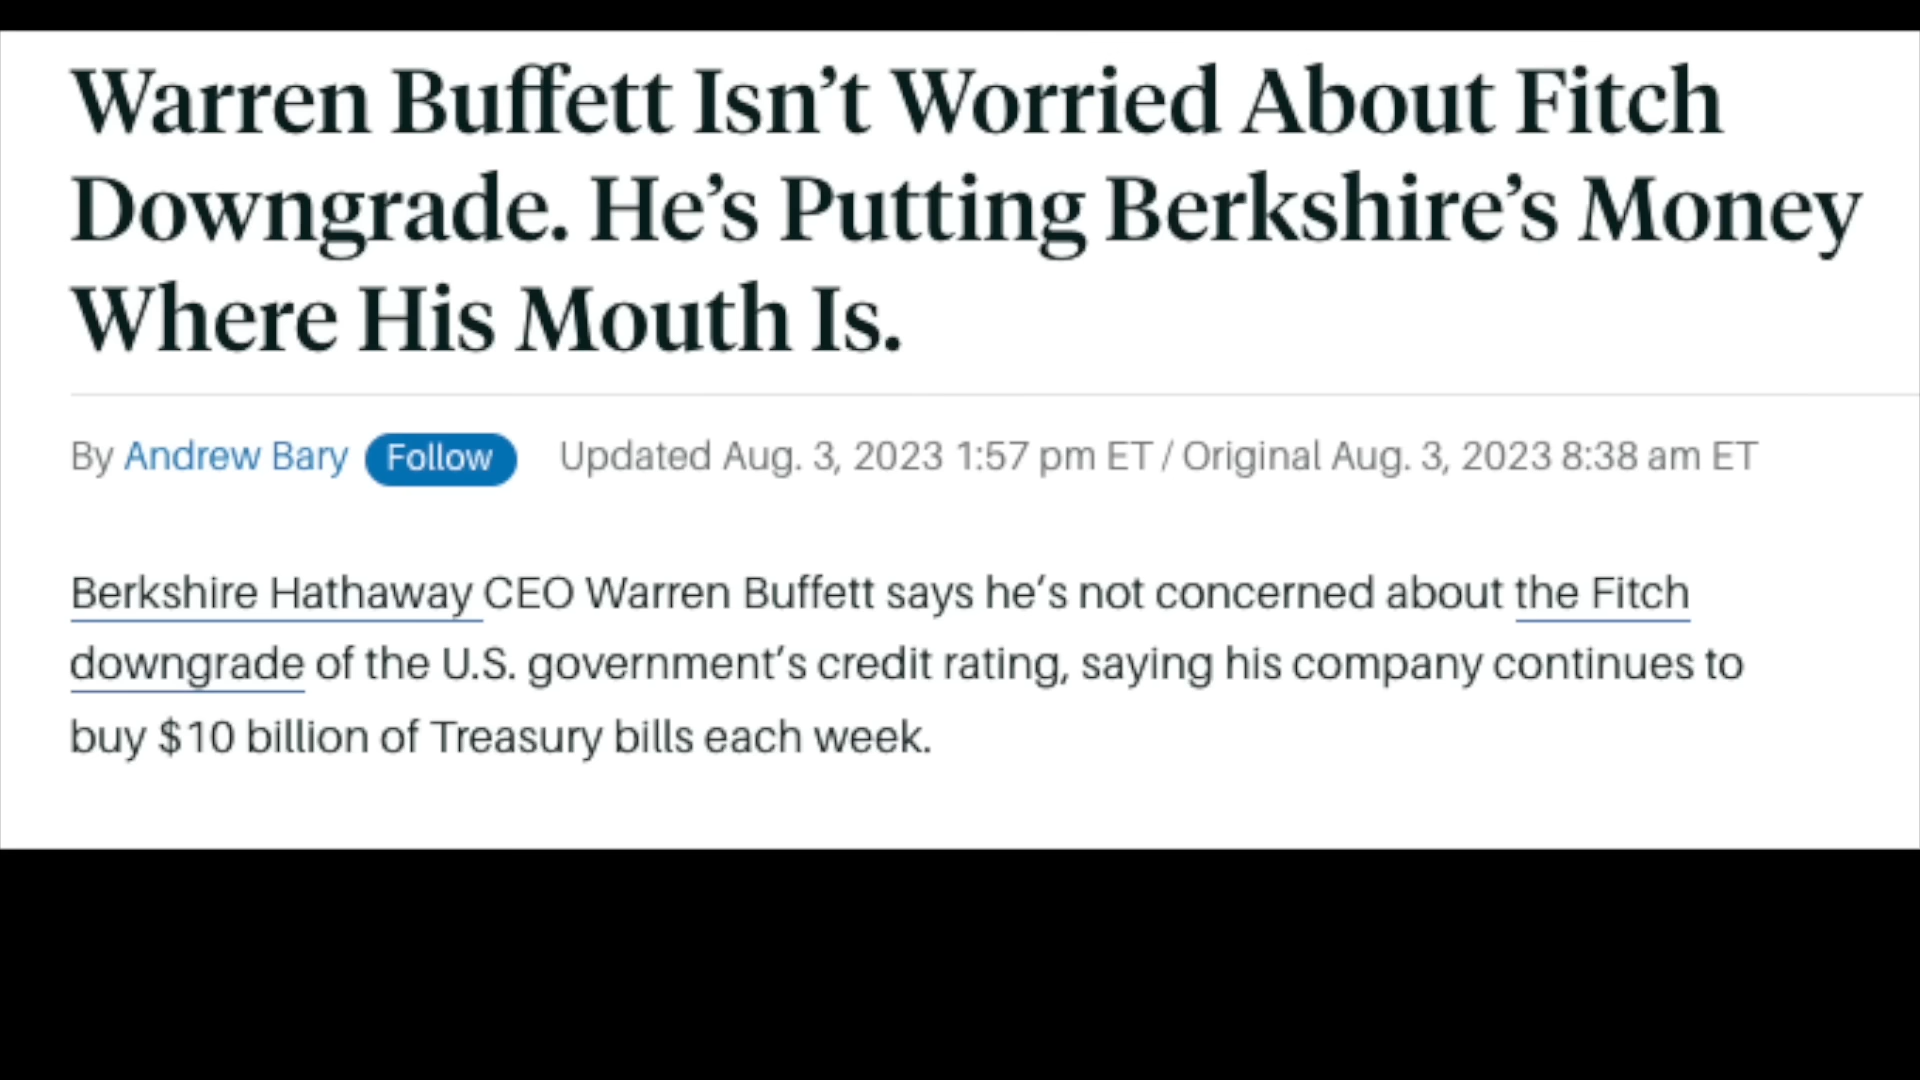 Warren Buffett Isn’t Worried About Fitch
Downgrade. He’s Putting Berkshire’s Money
Where His Mouth Is.
By Andrew Bary Follow Updated Aug. 3, 2023 1:57 pm ET / Original Aug. 3, 2023 8:38 am ET
Berkshire Hathaway CEO Warren Buffett says he’s not concerned about the Fitch
downgrade of the U.S. government’s credit rating, saying his company continues to
buy $10 billion of Treasury bills each week.